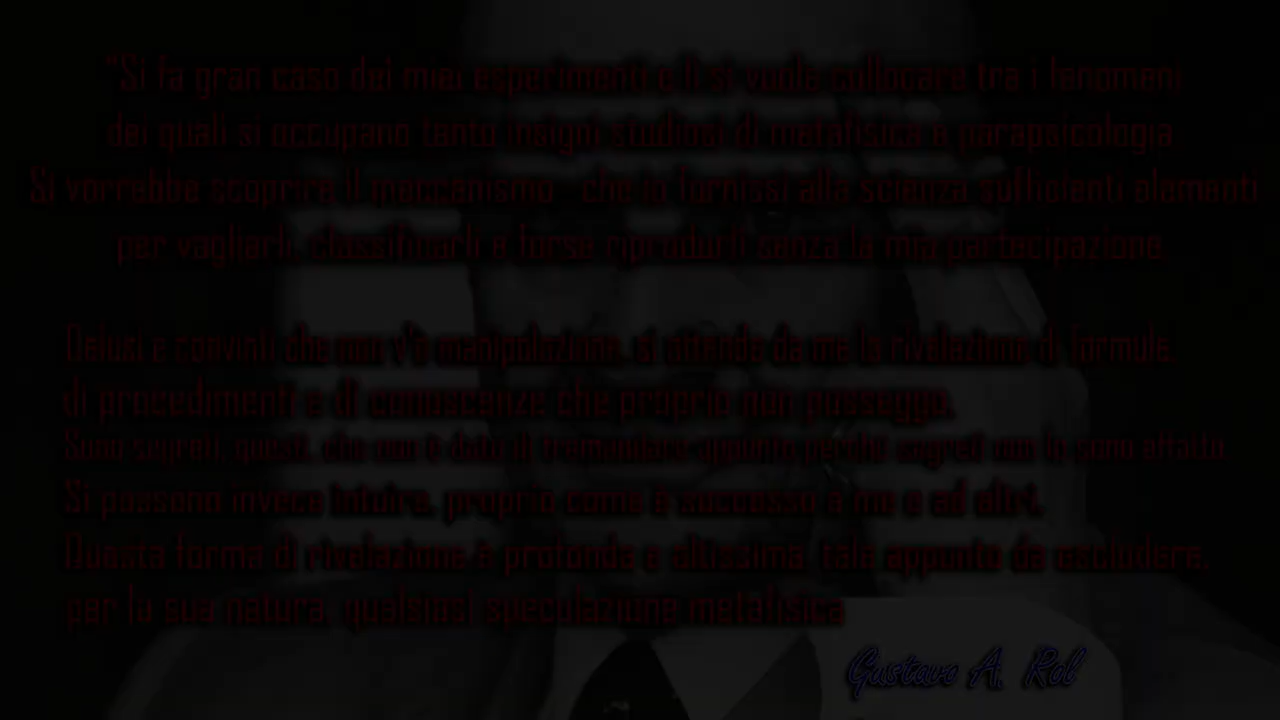 "Si fa gran caso dei miei esperimenti e li si vuole collocare tra i fenomeni
dei quali si occupano tanto insigni studiosi di metafisica e parapsicologia
Si vorrebbe scoprire il meccanismo che io fornissi alla scienza sufficienti elementi
per vagliarli, classificarli e forse riprodurli senza la mia partecipazione.
Delusi e convinti che non v'è manipolazione, si attende da me la rivelazione di formule,
di procedimenti e di conoscenze che proprio non posseggo.
Sono segreti, questi, che non è dato di tramandare appunto perché segreti non lo sono affatto
Si possono invece intuire, proprio come è successo a me e ad altri.
Questa forma di rivelazione è profonda e altissima, tale appunto da escludere,
per la sua natura, qualsiasi speculazione metafisica
Gustavo A. Rol